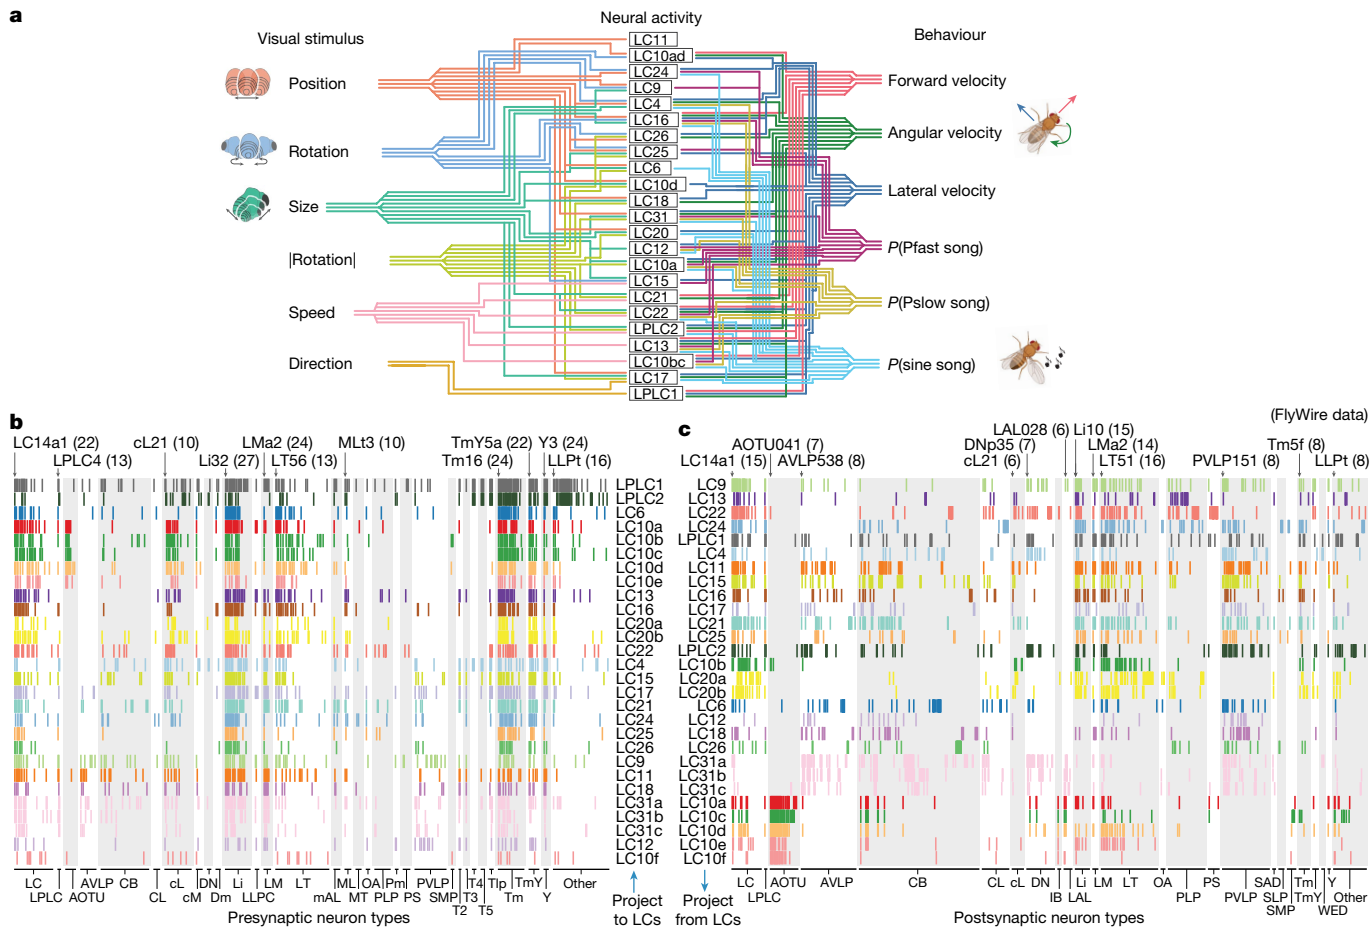 a
Neural activity
Visual stimulus
Behaviour
Position
Rotation
Size
|Rotation|
Speed
Direction
LC11
LC10ad
LC24
LC9
LC4
LC16
LC26
LC25
LC6
LC10d
LC18
LC31
LC20
LC12
LC10a
LC15
LC21
LC22
LPLC2
LC13
LC10bc
LC17
LPLC1
Forward velocity
Angular velocity
Lateral velocity
P(Pfast song)
P(Pslow song)
P(sine song)
b
LC14a1 (22)
cL21 (10)
LMa2 (24)
MLt3 (10)
TmY5a (22)
Y3 (24)
LPLC4 (13)
Li32 (27)
LT56 (13)
Tm16 (24)
LLPt (16)
LPLC1
LPLC2
LC6
LC10a
LC10b
LC10c
LC10d
LC10e
LC13
LC16
LC20a
LC20b
LC22
LC4
LC15
LC17
LC21
LC24
LC25
LC26
LC9
LC11
LC18
LC31a
LC31b
LC31c
LC12
LC10f
LC
AVLP
CB
cL
DN
Li
LM
LT
ML
OA
Pm
PVLP
T4
Tlp
TmY
Other
LPLC
AOTU
CL
cM
Dm
LLPC
mAL
MT
PLP
PS
SMP
T3
Tm
Y
T2
T5
Presynaptic neuron types
Project
to LCs
c
(FlyWire data)
LAL028 (6)
Li10 (15)
AOTU041 (7)
DNp35 (7)
LMa2 (14)
Tm5f (8)
LC14a1 (15)
AVLP538 (8)
cL21 (6)
LT51 (16)
PVLP151 (8)
LLPt (8)
LC9
LC13
LC22
LC24
LPLC1
LC4
LC11
LC15
LC16
LC17
LC21
LC25
LPLC2
LC10b
LC20a
LC20b
LC6
LC12
LC18
LC26
LC31a
LC31b
LC31c
LC10a
LC10c
LC10d
LC10e
LC10f
LC
AOTU
AVLP
CB
CL
cL
DN
Li
LM
LT
OA
PS
SAD
Tm
Y
Other
LPLC
IB
LAL
PLP
PVLP
SLP
TmY
SMP
WED
Project
from LCs
Postsynaptic neuron types